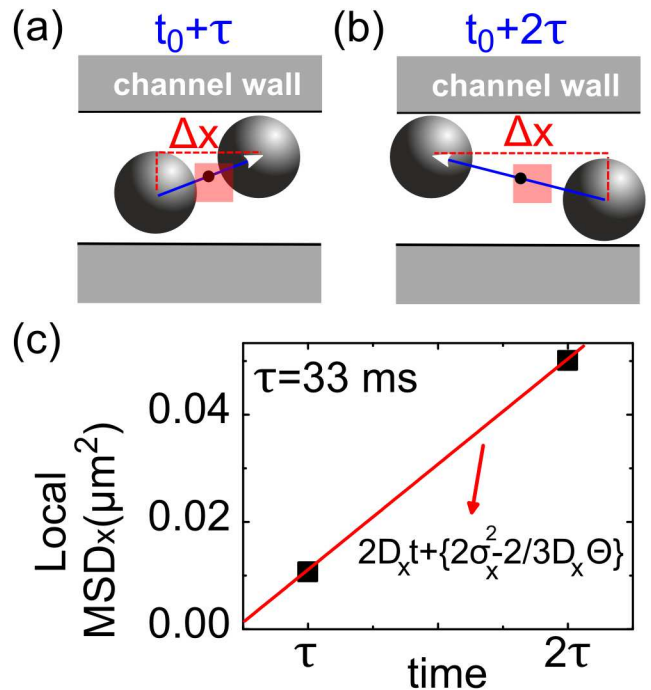 (a)
t₀+τ
channel wall
Δx
(b)
t₀+2τ
channel wall
Δx
(c)
τ=33 ms
Local
MSDₓ(μm²)
0.04
0.02
0.00
2Dₓt+{2σₓ²-2/3DₓΘ}
τ
2τ
time